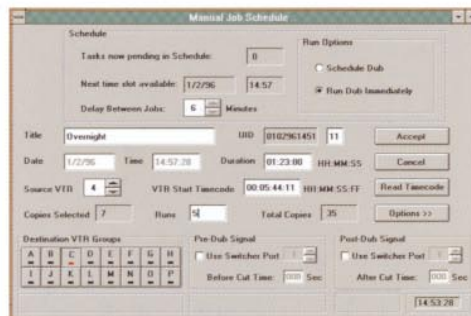 Manual Job Schedule
Schedule
Tasks now pending in Schedule: 0
Next time slot available: 1/2/96 14:57
Delay Between Jobs: 6 Minutes
Run Options
Schedule Dub
Run Dub Immediately
Title Overnight UID 0102961451 11 Accept
Date 1/2/96 Time 14:57:28 Duration 01:23:00 HH:MM:SS Cancel
Source VTR 4 VTR Start Timecode 00:05:44:11 HH:MM:SS:FF Read Timecode
Copies Selected 7 Runs 5 Total Copies 35 Options >>
Destination VTR Groups
A B C D E F G H
I J K L M N O P
Pre-Dub Signal
Use Switcher Port 1
Before Cut Time: 000 Sec
Post-Dub Signal
Use Switcher Port 1
After Cut Time: 000 Sec
14:53:28